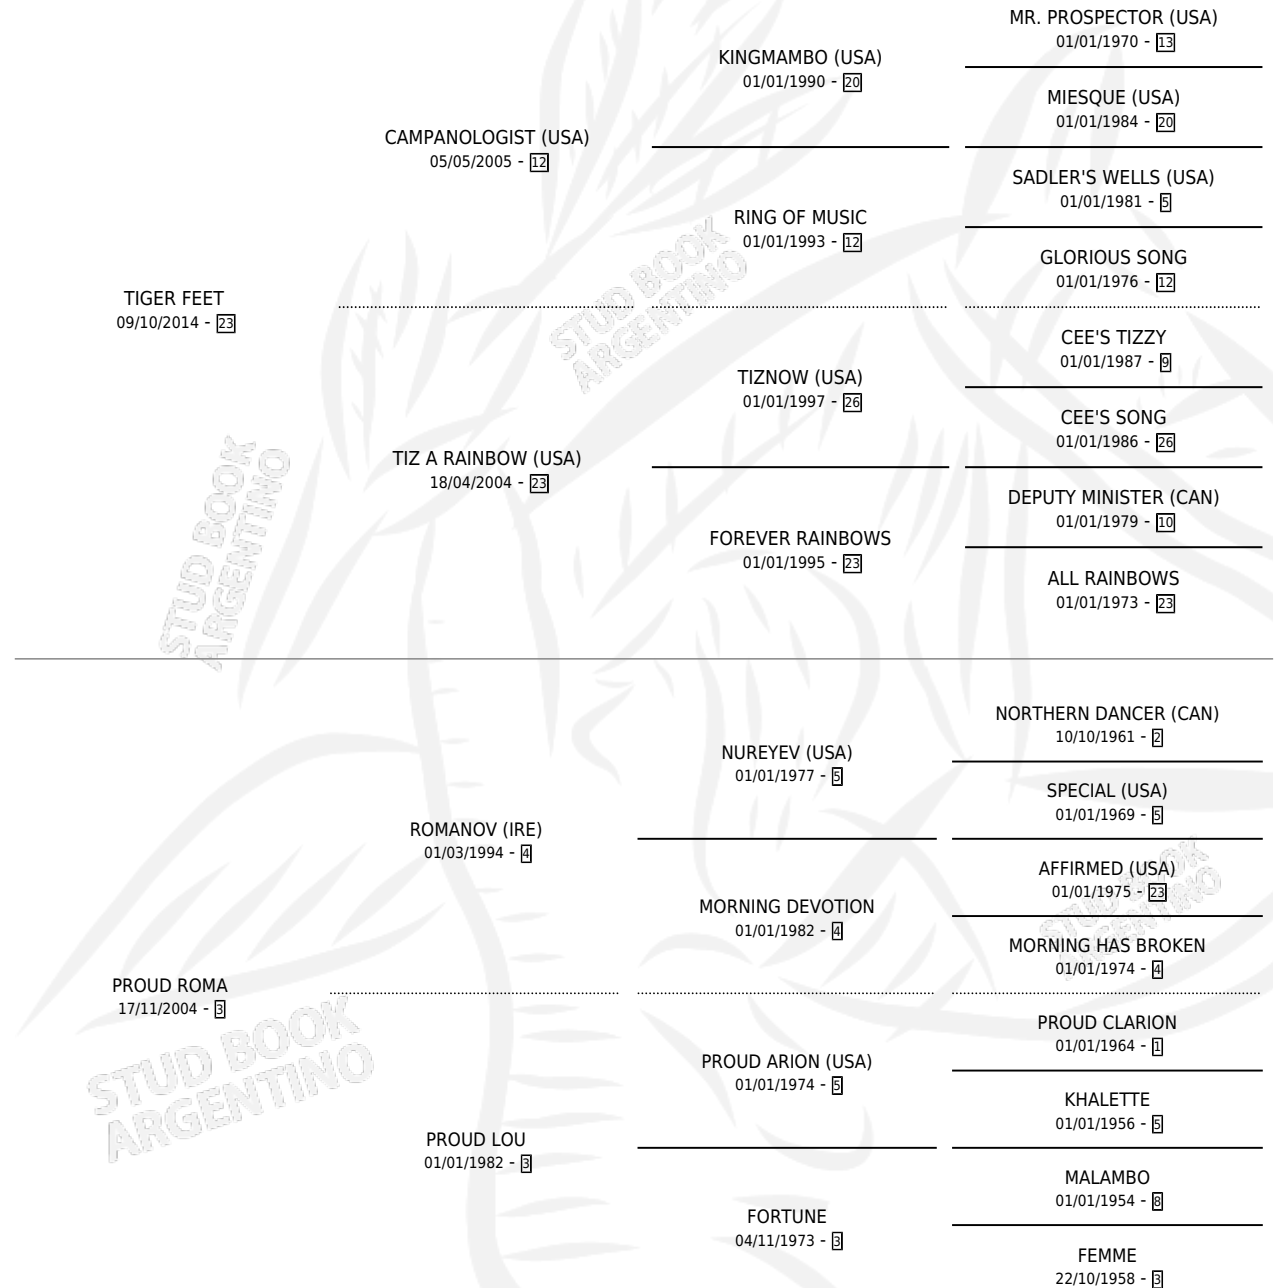 MR. PROSPECTOR (USA)
01/01/1970 - 13
KINGMAMBO (USA)
01/01/1990 - 20
MIESQUE (USA)
01/01/1984 - 20
CAMPANOLOGIST (USA)
05/05/2005 - 12
SADLER'S WELLS (USA)
01/01/1981 - 5
RING OF MUSIC
01/01/1993 - 12
GLORIOUS SONG
01/01/1976 - 12
TIGER FEET
09/10/2014 - 23
STUD BOOK
ARGENTINO
CEE'S TIZZY
01/01/1987 - 9
TIZNOW (USA)
01/01/1997 - 26
CEE'S SONG
01/01/1986 - 26
TIZ A RAINBOW (USA)
18/04/2004 - 23
DEPUTY MINISTER (CAN)
01/01/1979 - 10
FOREVER RAINBOWS
01/01/1995 - 23
ALL RAINBOWS
01/01/1973 - 23
STUD BOOK
ARGENTINO
NORTHERN DANCER (CAN)
10/10/1961 - 2
NUREYEV (USA)
01/01/1977 - 5
SPECIAL (USA)
01/01/1969 - 5
ROMANOV (IRE)
01/03/1994 - 4
AFFIRMED (USA)
01/01/1975 - 23
MORNING DEVOTION
01/01/1982 - 4
MORNING HAS BROKEN
01/01/1974 - 4
STUD BOOK
ARGENTINO
PROUD ROMA
17/11/2004 - 3
PROUD CLARION
01/01/1964 - 1
PROUD ARION (USA)
01/01/1974 - 5
KHALETTE
01/01/1956 - 5
STUD BOOK
ARGENTINO
PROUD LOU
01/01/1982 - 3
MALAMBO
01/01/1954 - 8
FORTUNE
04/11/1973 - 3
FEMME
22/10/1958 - 3